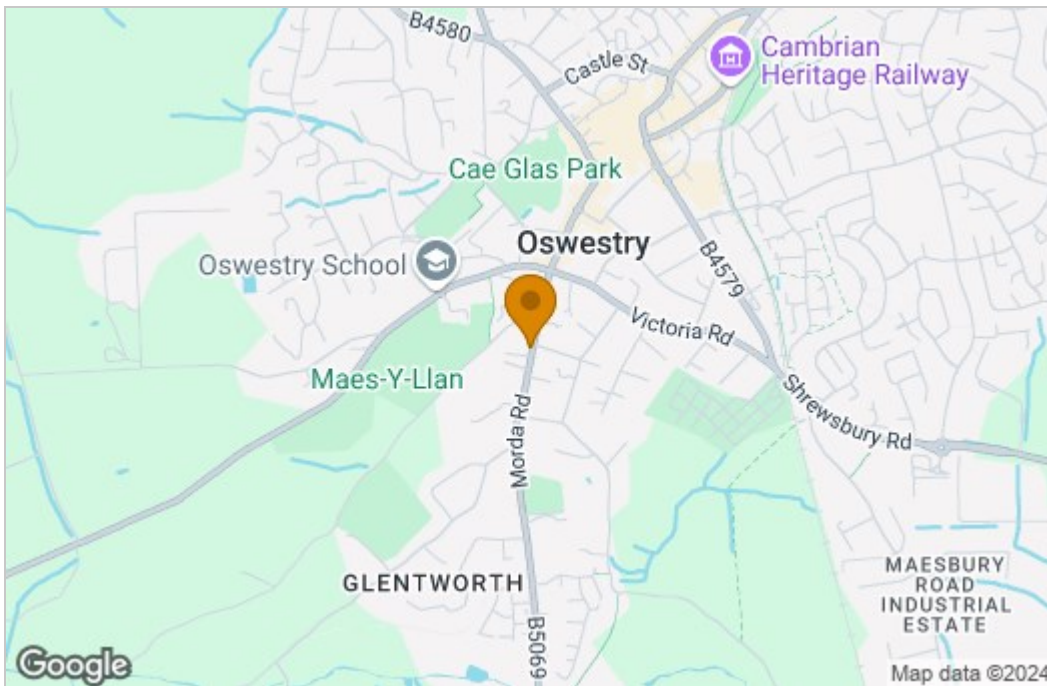 B4580
Castle St
Cambrian
Heritage Railway
Cae Glas Park
Oswestry
Oswestry School
B4579
Victoria Rd
Maes-Y-Llan
Shrewsbury Rd
Morda Rd
GLENTWORTH
MAESBURY
ROAD
INDUSTRIAL
ESTATE
B5069
Google
Map data ©2024